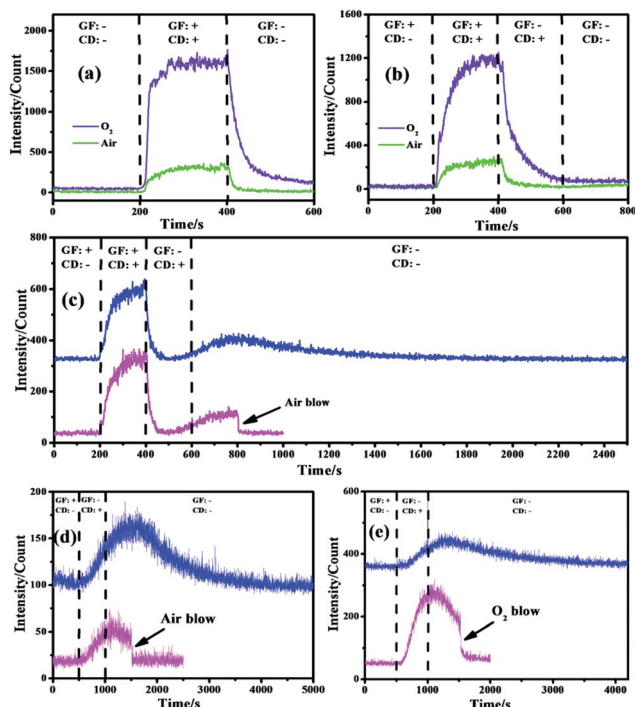 GF: - GF: + GF: -
CD: - CD: + CD: -
(a)
O2
Air
Intensity/Count
1500
1000
500
250
0
0 200 400 600
Time/s
GF: + GF: + GF: - GF: -
CD: - CD: + CD: + CD: -
(b)
O2
Air
Intensity/Count
1200
800
400
0
0 200 400 600 800
Time/s
GF: + GF: + GF: - GF: -
CD: - CD: + CD: + CD: -
(c)
Air blow
Intensity/Count
800
600
400
200
0
0 200 400 600 800 1000 1200 1400 1600 1800 2000 2200 2400
Time/s
GF: + GF: - GF: -
CD: - CD: + CD: -
(d)
Air blow
Intensity/Count
200
150
100
50
0
0 1000 2000 3000 4000 5000
Time/s
GF: + GF: - GF: -
CD: - CD: + CD: -
(e)
O2 blow
Intensity/Count
600
400
200
0
0 1000 2000 3000 4000
Time/s